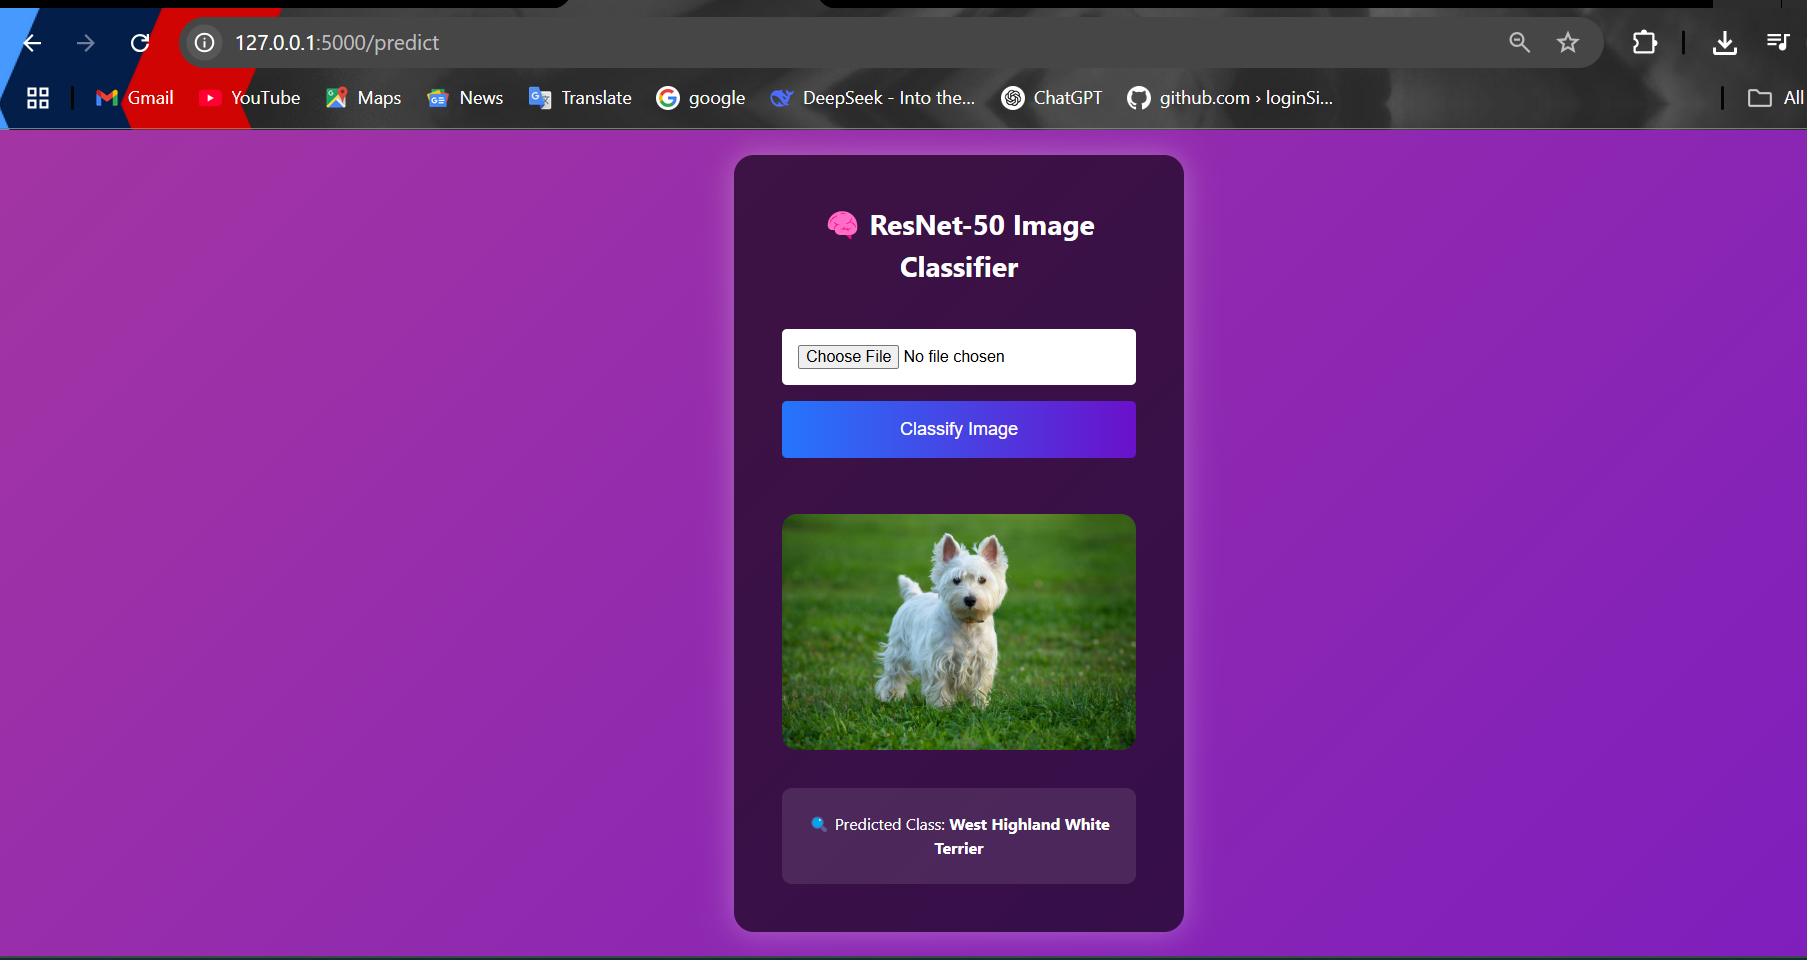 127.0.0.1:5000/predict
Gmail YouTube Maps News Translate google DeepSeek - Into the... ChatGPT github.com › loginSi... All
ResNet-50 Image
Classifier
Choose File No file chosen
Classify Image
Predicted Class: West Highland White
Terrier